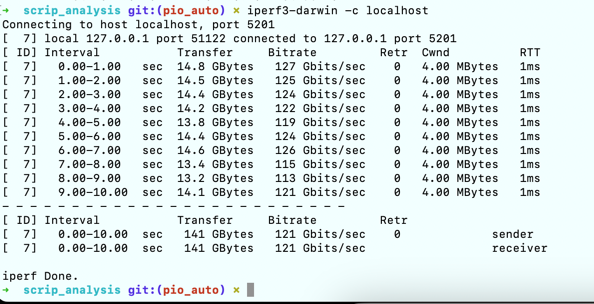 → scrip_analysis git:(pio_auto) × iperf3-darwin -c localhost
Connecting to host localhost, port 5201
[  7] local 127.0.0.1 port 51122 connected to 127.0.0.1 port 5201
[ ID] Interval           Transfer     Bitrate         Retr  Cwnd          RTT
[  7]   0.00-1.00   sec  14.8 GBytes   127 Gbits/sec    0   4.00 MBytes   1ms
[  7]   1.00-2.00   sec  14.5 GBytes   125 Gbits/sec    0   4.00 MBytes   1ms
[  7]   2.00-3.00   sec  14.4 GBytes   124 Gbits/sec    0   4.00 MBytes   1ms
[  7]   3.00-4.00   sec  14.2 GBytes   122 Gbits/sec    0   4.00 MBytes   1ms
[  7]   4.00-5.00   sec  13.8 GBytes   119 Gbits/sec    0   4.00 MBytes   1ms
[  7]   5.00-6.00   sec  14.4 GBytes   124 Gbits/sec    0   4.00 MBytes   1ms
[  7]   6.00-7.00   sec  14.6 GBytes   126 Gbits/sec    0   4.00 MBytes   1ms
[  7]   7.00-8.00   sec  13.4 GBytes   115 Gbits/sec    0   4.00 MBytes   1ms
[  7]   8.00-9.00   sec  13.2 GBytes   113 Gbits/sec    0   4.00 MBytes   1ms
[  7]   9.00-10.00  sec  14.1 GBytes   121 Gbits/sec    0   4.00 MBytes   1ms
- - - - - - - - - - - - - - - - - - - - - - - - -
[ ID] Interval           Transfer     Bitrate         Retr
[  7]   0.00-10.00  sec   141 GBytes   121 Gbits/sec    0             sender
[  7]   0.00-10.00  sec   141 GBytes   121 Gbits/sec                  receiver
iperf Done.
→ scrip_analysis git:(pio_auto) ×